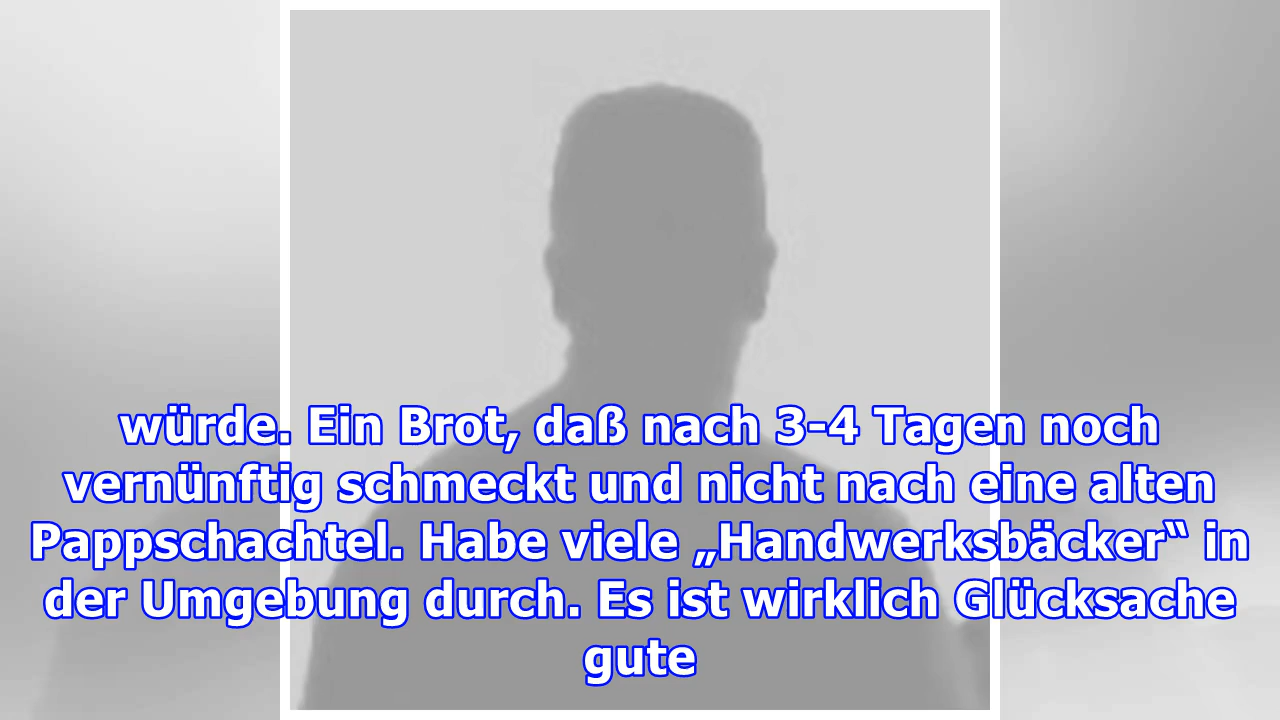 würde. Ein Brot, daß nach 3-4 Tagen noch
vernünftig schmeckt und nicht nach eine alten
Pappschachtel. Habe viele „Handwerksbäcker“ in
der Umgebung durch. Es ist wirklich Glücksache
gute